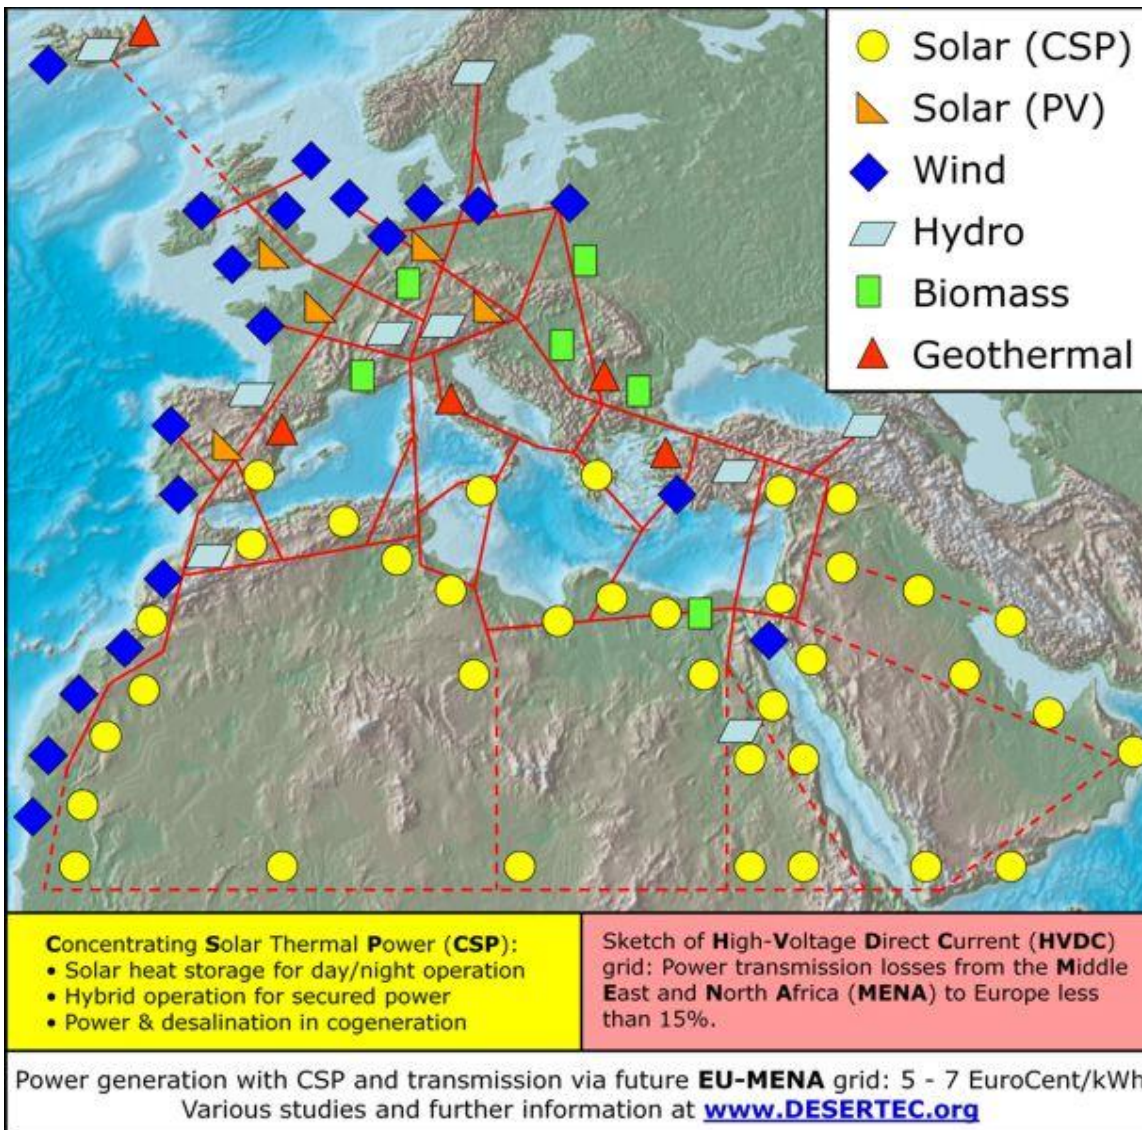 Solar (CSP)
Solar (PV)
Wind
Hydro
Biomass
Geothermal
Concentrating Solar Thermal Power (CSP):
• Solar heat storage for day/night operation
• Hybrid operation for secured power
• Power & desalination in cogeneration
Sketch of High-Voltage Direct Current (HVDC)
grid: Power transmission losses from the Middle
East and North Africa (MENA) to Europe less
than 15%.
Power generation with CSP and transmission via future EU-MENA grid: 5 - 7 EuroCent/kWh
Various studies and further information at www.DESERTEC.org